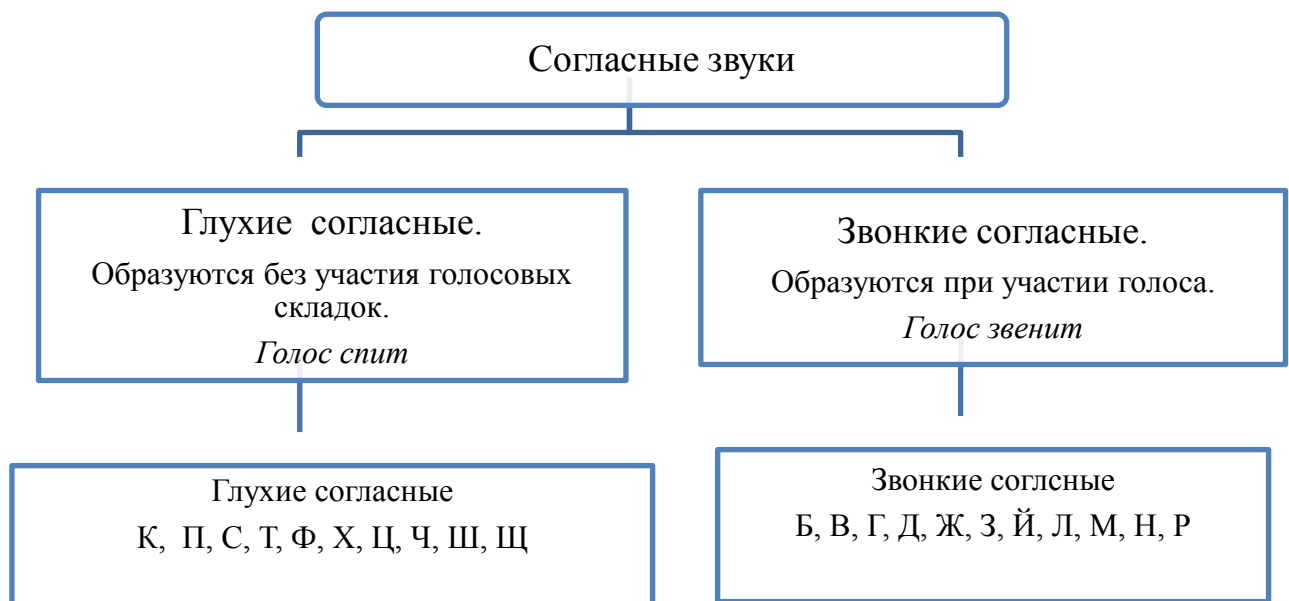 Согласные звуки
Глухие согласные.
Образуются без участия голосовых
складок.
Голос спит
Звонкие согласные.
Образуются при участии голоса.
Голос звенит
Глухие согласные
К, П, С, Т, Ф, Х, Ц, Ч, Ш, Щ
Звонкие соглсные
Б, В, Г, Д, Ж, З, Й, Л, М, Н, Р